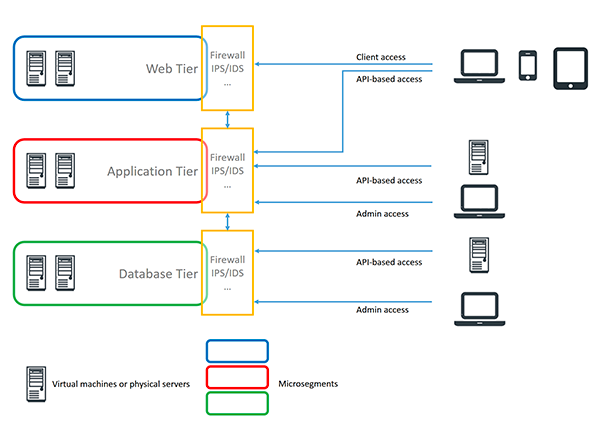 Web Tier
Firewall
IPS/IDS
...
Client access
API-based access
Application Tier
Firewall
IPS/IDS
...
API-based access
Admin access
Database Tier
Firewall
IPS/IDS
...
API-based access
Admin access
Virtual machines or physical servers
Microsegments